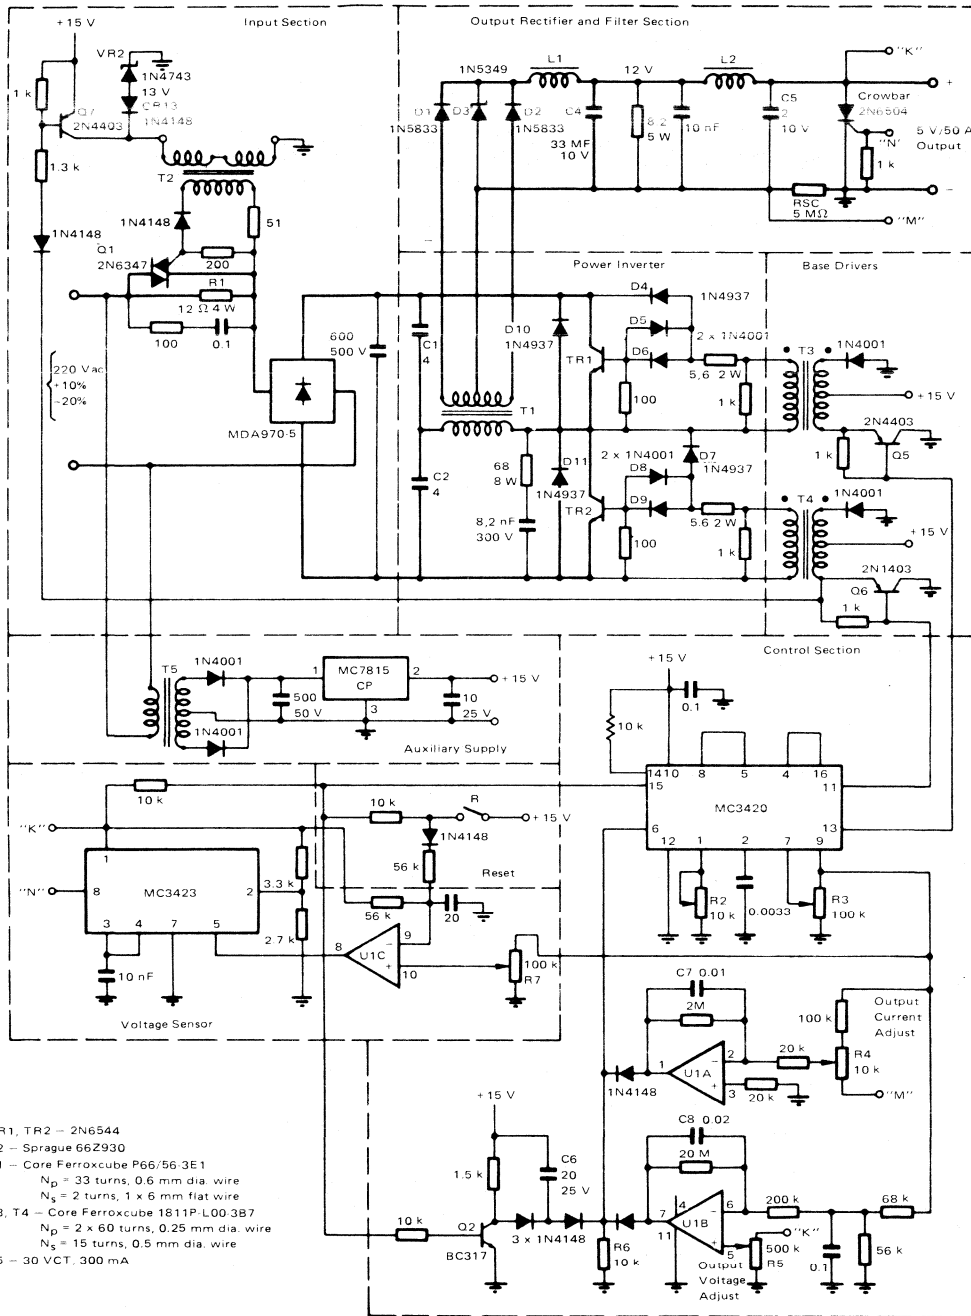 +15 V
Input Section
VR2
1N4743
13 V
CR13
1N4148
1 k
Q7
2N4403
1.3 k
T2
1N4148
1N4148
51
Q1
2N6347
200
R1
12 Ω 4 W
100
0.1
220 Vac
+10%
-20%
MDA970-5
600
500 V
Output Rectifier and Filter Section
1N5349
L1
12 V
L2
D1
D3
D2
1N5833
1N5833
C4
33 MF
10 V
8.2
5 W
10 nF
C5
2
10 V
"K"
+
Crowbar
2N6504
"N"
5 V/50 A
Output
1 k
RSC
5 MΩ
−
"M"
Power Inverter
Base Drivers
C1
4
C2
4
T1
D10
1N4937
TR1
D4
1N4937
D5
2 x 1N4001
D6
5,6 2 W
100
1 k
68
8 W
8,2 nF
300 V
D11
1N4937
TR2
2 x 1N4001
D7
1N4937
D8
D9
5.6 2 W
100
1 k
T3
1N4001
+15 V
2N4403
Q5
1 k
T4
1N4001
+15 V
2N1403
Q6
1 k
T5
1N4001
1N4001
500
50 V
1
MC7815
CP
2
3
10
25 V
+15 V
Auxiliary Supply
Control Section
+15 V
0.1
10 k
14
10
8
5
4
16
15
11
MC3420
6
13
12
1
2
7
9
R2
10 k
0.0033
R3
100 k
10 k
"K"
1
MC3423
"N"
8
2
3
4
7
5
10 nF
3.3 k
2.7 k
Voltage Sensor
10 k
R
+15 V
1N4148
56 k
Reset
56 k
20
8
U1C
9
−
+
10
100 k
R7
C7 0.01
2M
1
U1A
−
2
+
3
1N4148
20 k
20 k
100 k
Output
Current
Adjust
R4
10 k
"M"
C8 0.02
20 M
7
U1B
4
11
−
6
+
5
200 k
68 k
"K"
500 k
R5
0.1
56 k
Output
Voltage
Adjust
+15 V
1.5 k
C6
20
25 V
10 k
Q2
BC317
3 x 1N4148
R6
10 k
R1, TR2 – 2N6544
2 – Sprague 66Z930
1 – Core Ferroxcube P66/56-3E1
Np = 33 turns, 0.6 mm dia. wire
Ns = 2 turns, 1 x 6 mm flat wire
3, T4 – Core Ferroxcube 1811P-L00-3B7
Np = 2 x 60 turns, 0.25 mm dia. wire
Ns = 15 turns, 0.5 mm dia. wire
5 – 30 VCT, 300 mA